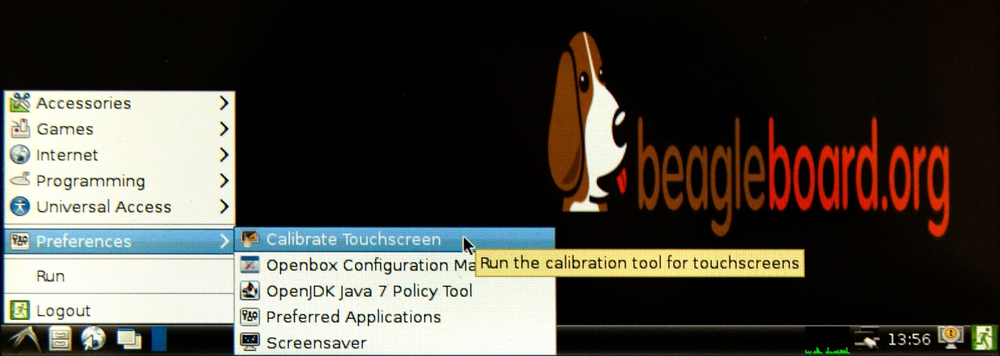 Accessories
Games
Internet
Programming
Universal Access
Preferences
Run
Logout
Calibrate Touchscreen
Openbox Configuration Ma
OpenJDK Java 7 Policy Tool
Preferred Applications
Screensaver
Run the calibration tool for touchscreens
beagleboard.org
13:56